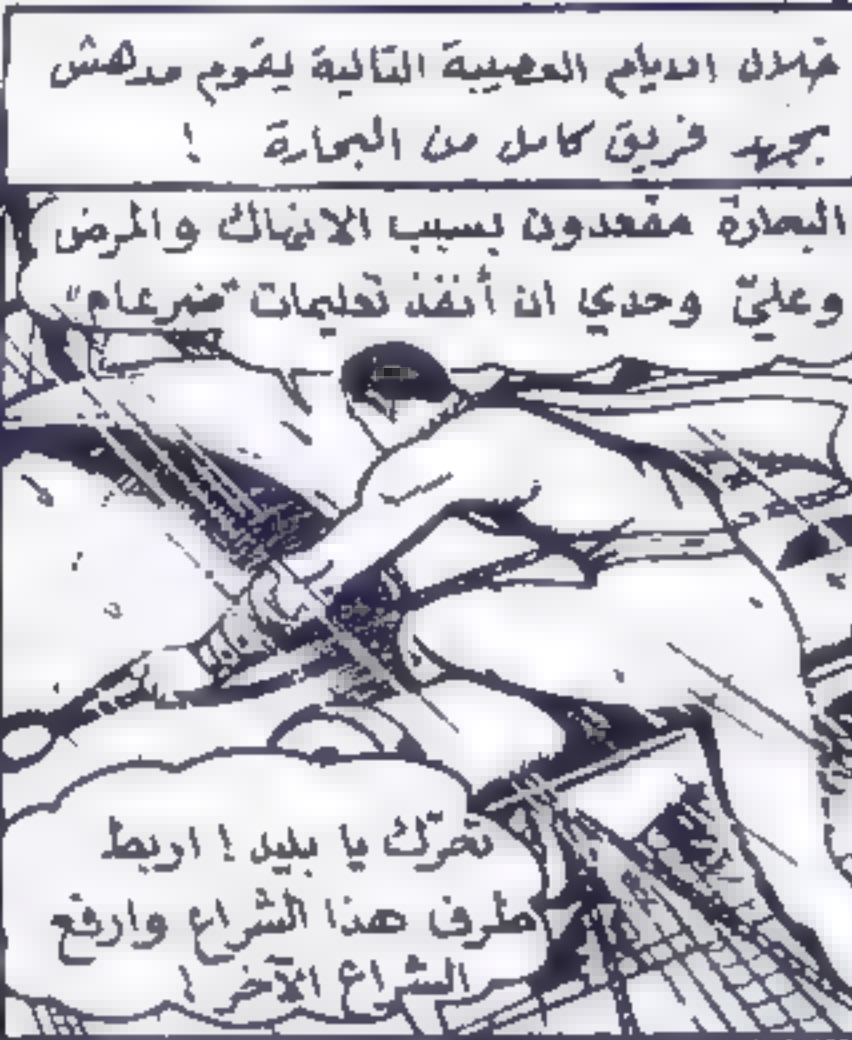 خلال الايام العصيبة التالية يقوم مدهش
بجهد فريق كامل من البحارة !
البحارة مقعدون بسبب الانهاك والمرض
وعليّ وحدي ان أنفذ تعليمات "ضرغام"
تحرّك يا بليد ! اربط
طرف هذا الشراع وارفع
الشراع الآخر !